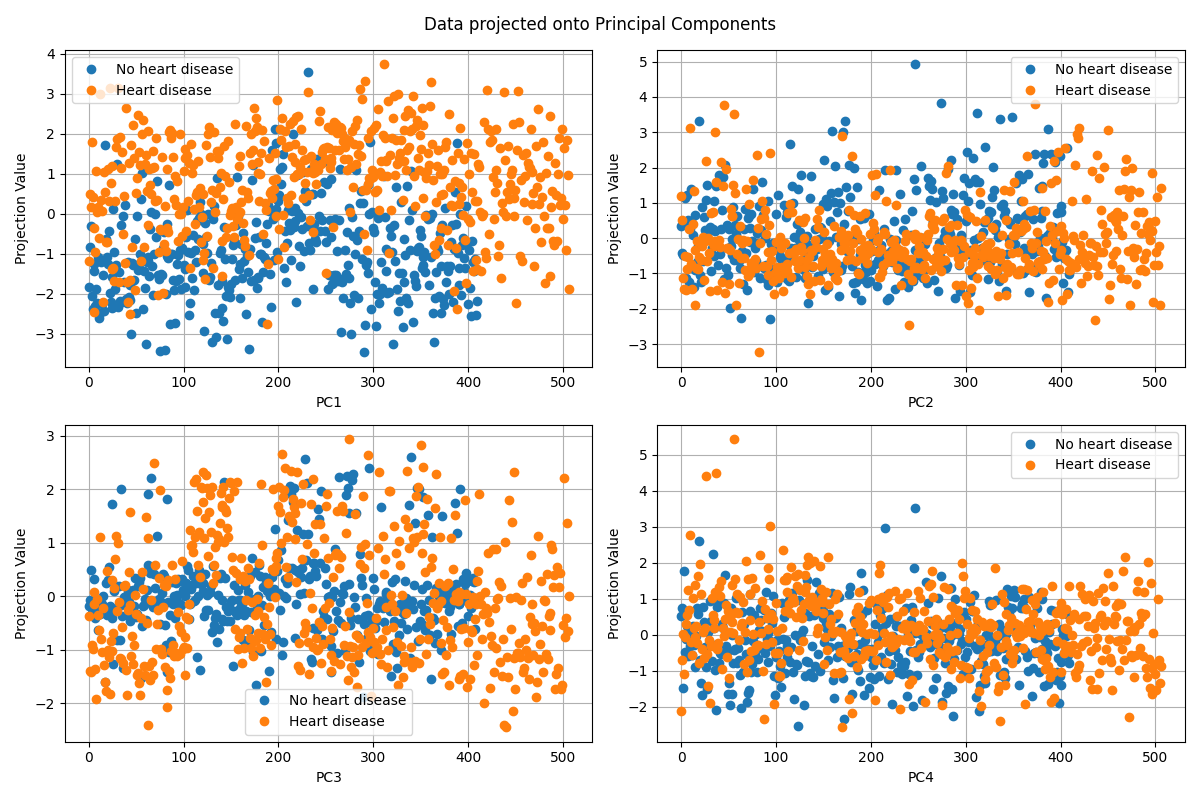 Data projected onto Principal Components
4
3
2
1
0
−1
−2
−3
Projection Value
No heart disease
Heart disease
0 100 200 300 400 500
PC1
5
4
3
2
1
0
−1
−2
−3
Projection Value
No heart disease
Heart disease
0 100 200 300 400 500
PC2
3
2
1
0
−1
−2
Projection Value
No heart disease
Heart disease
0 100 200 300 400 500
PC3
5
4
3
2
1
0
−1
−2
Projection Value
No heart disease
Heart disease
0 100 200 300 400 500
PC4